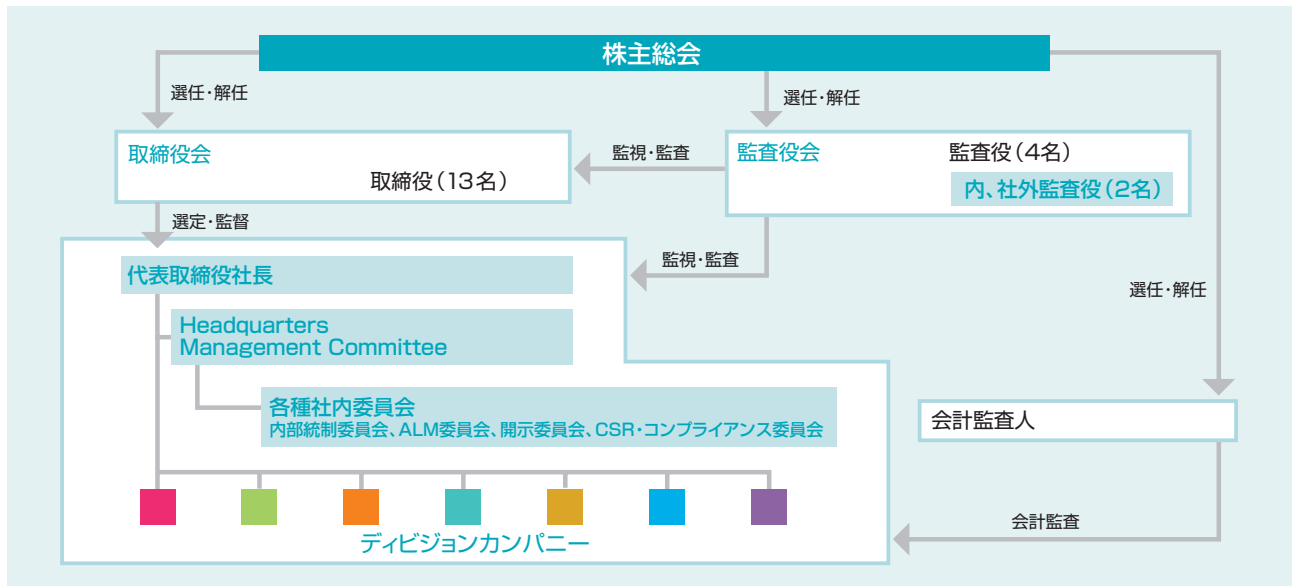 株主総会
選任・解任
選任・解任
取締役会
取締役(13名)
監視・監査
監査役会
監査役(4名)
内、社外監査役(2名)
選定・監督
監視・監査
選任・解任
代表取締役社長
Headquarters
Management Committee
各種社内委員会
内部統制委員会、ALM委員会、開示委員会、CSR・コンプライアンス委員会
会計監査人
会計監査
ディビジョンカンパニー